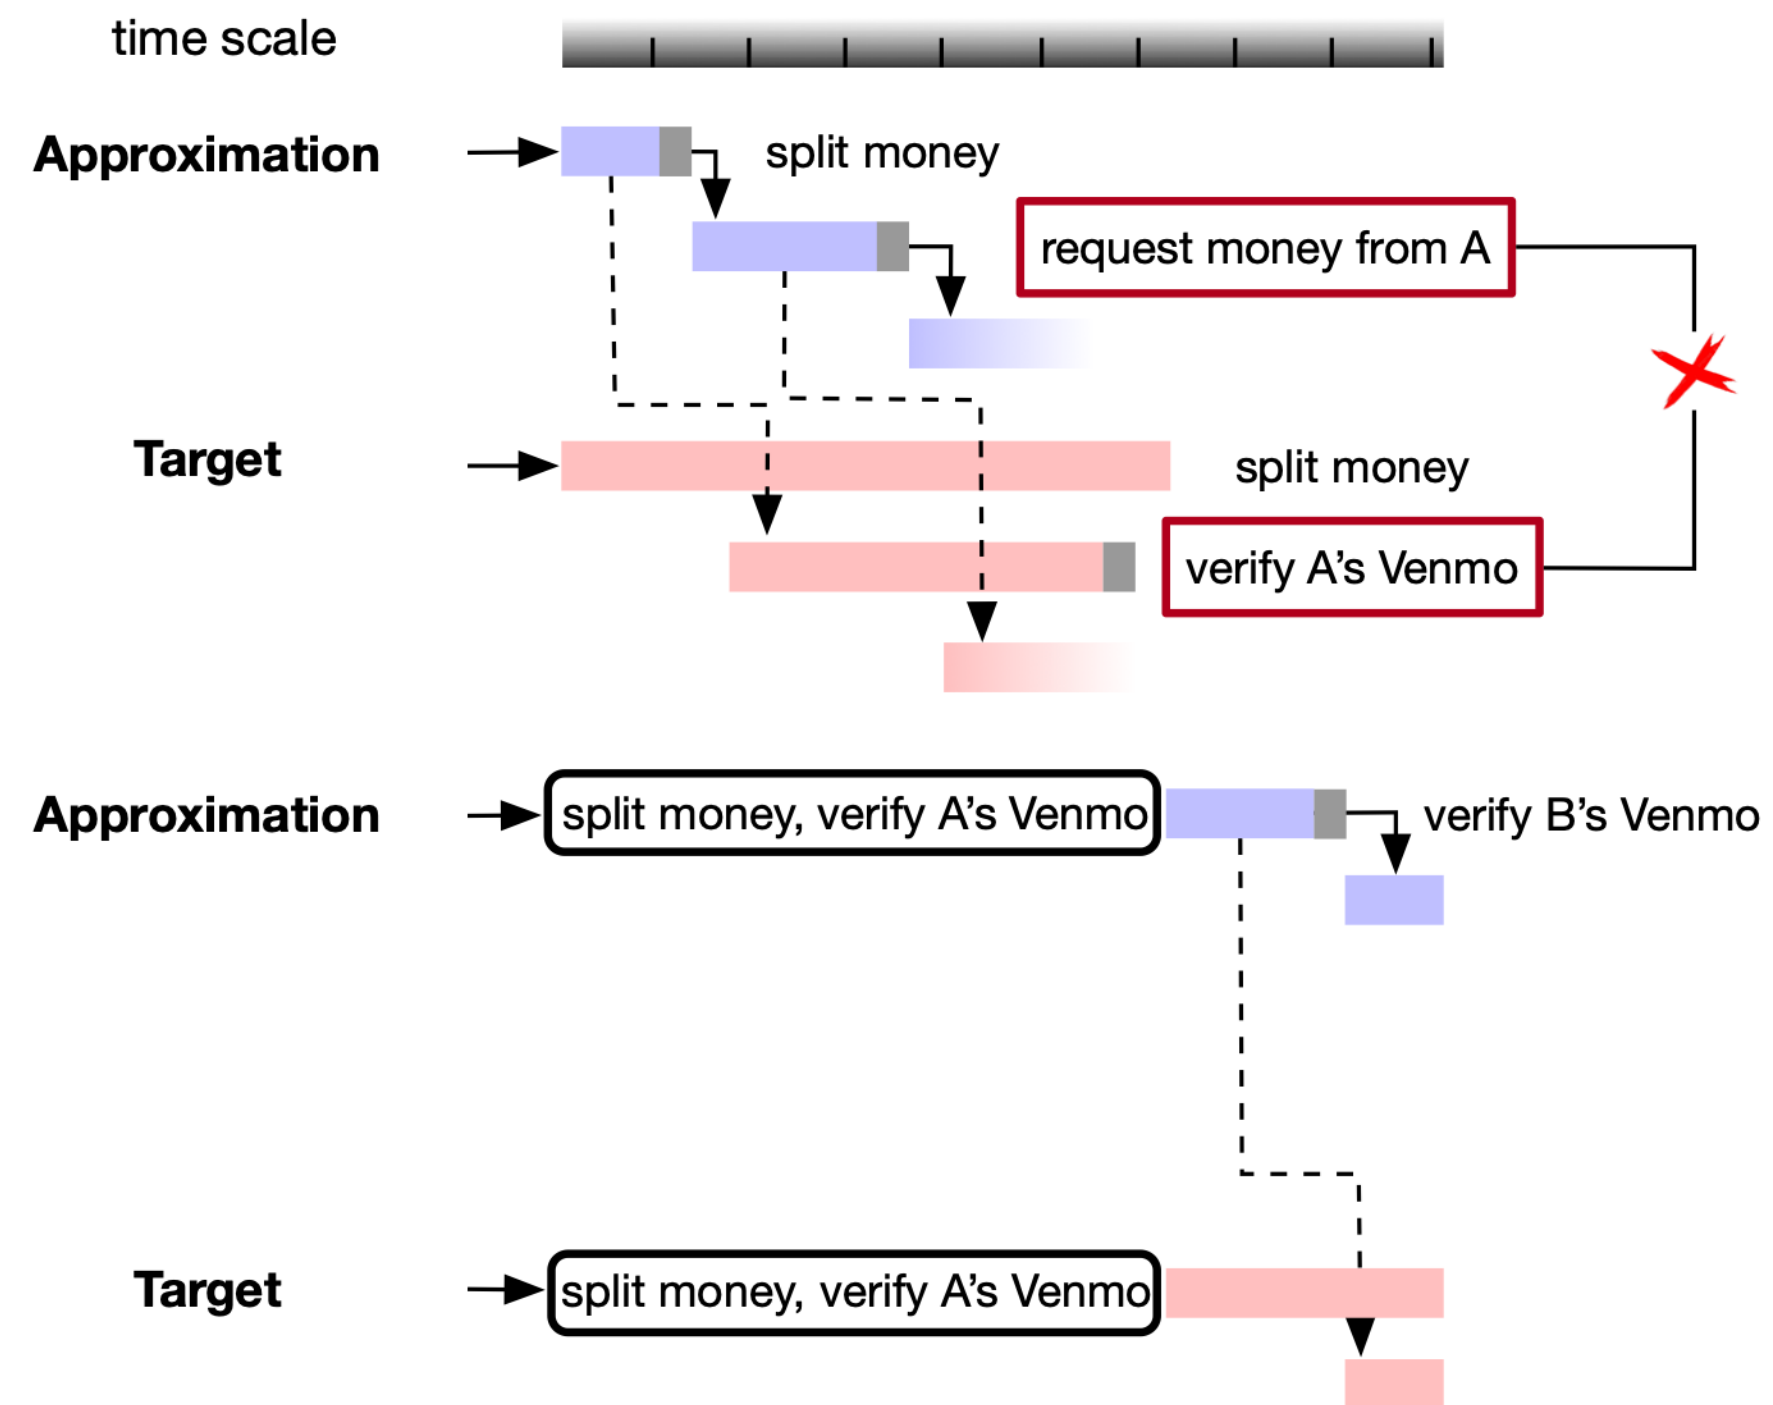 time scale
Approximation
split money
request money from A
Target
split money
verify A’s Venmo
Approximation
split money, verify A’s Venmo
verify B’s Venmo
Target
split money, verify A’s Venmo